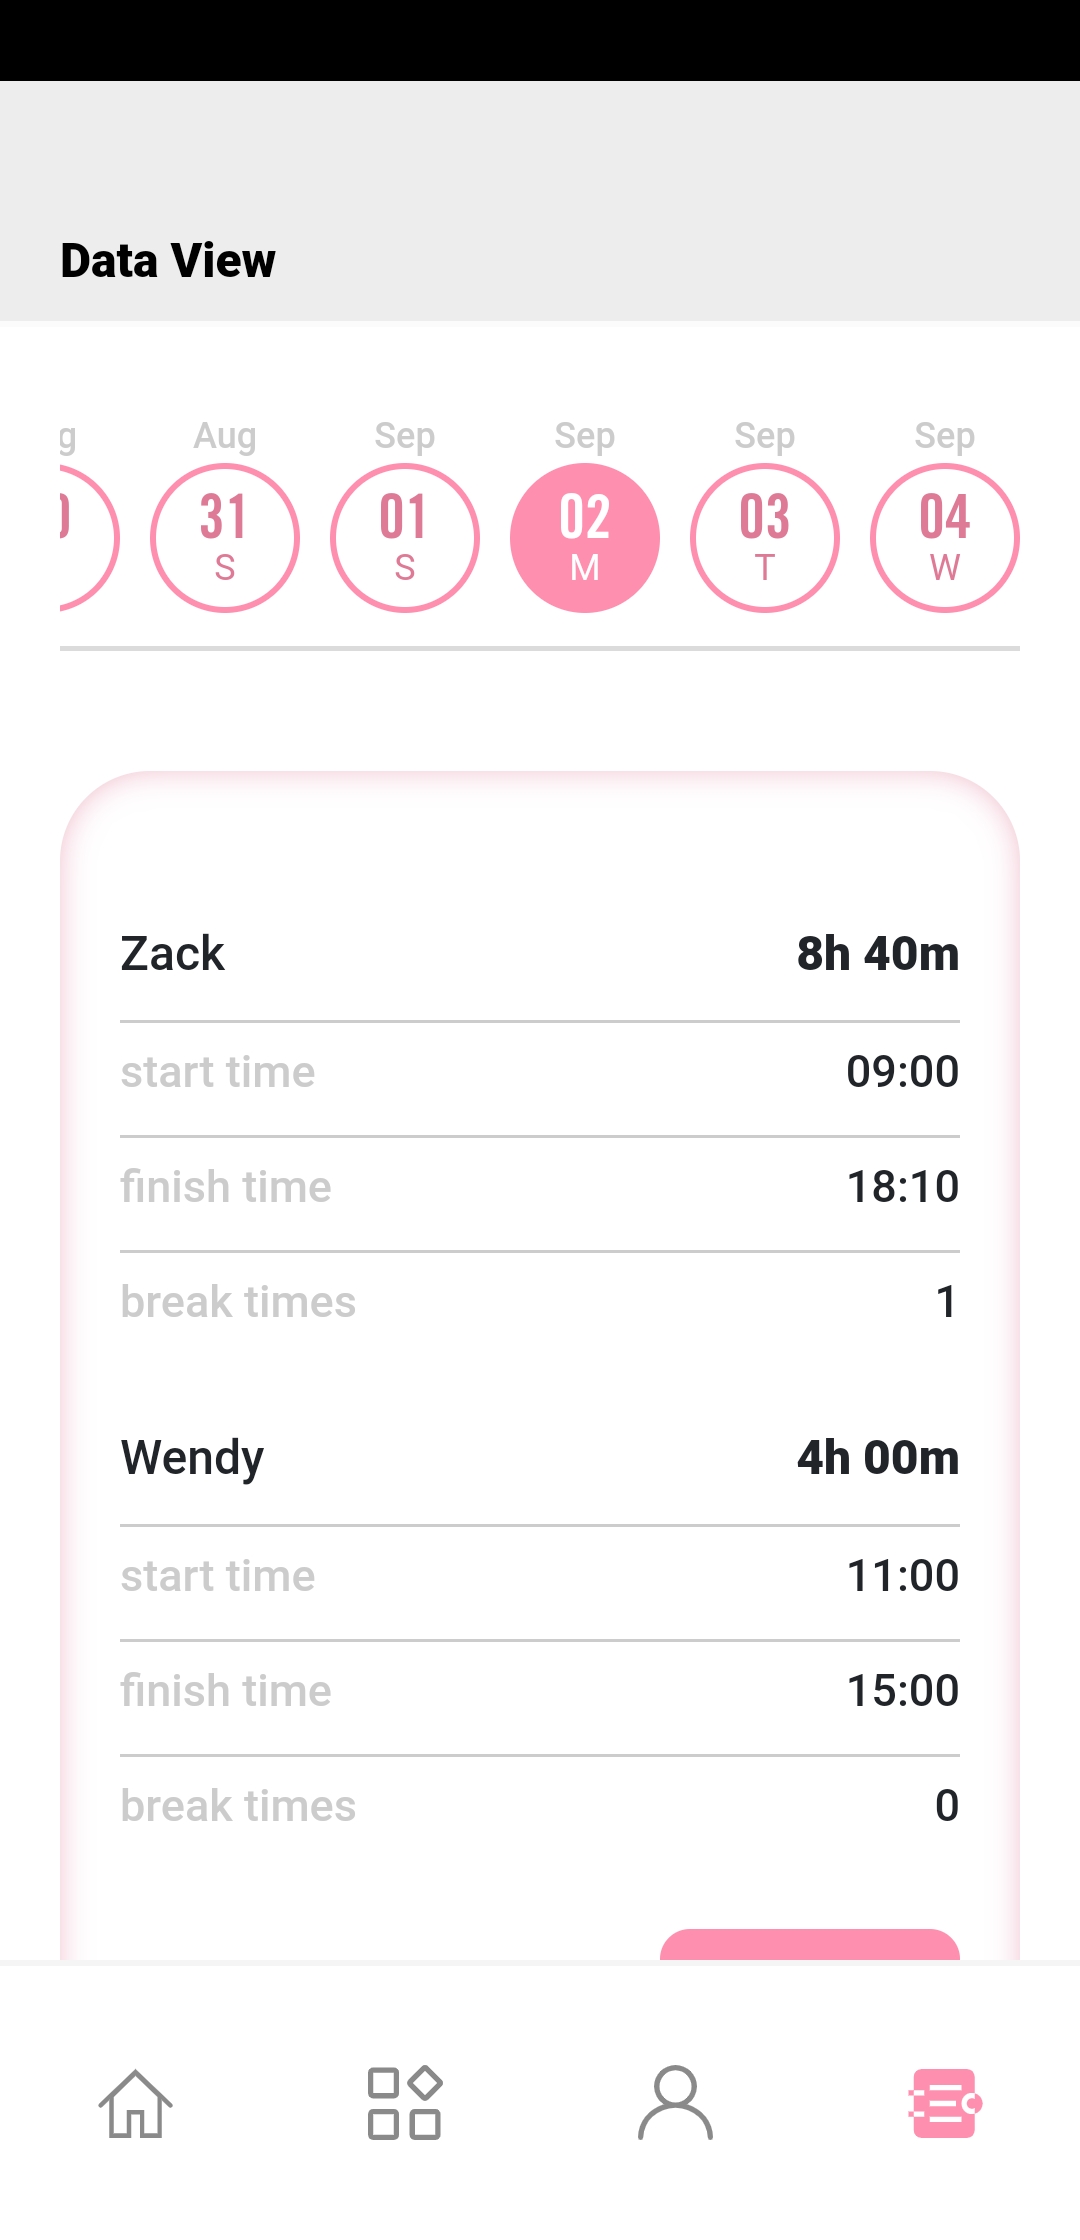 Data View
Aug Sep Sep Sep Sep
31 01 02 03 04
S S M T W
Zack 8h 40m
start time 09:00
finish time 18:10
break times 1
Wendy 4h 00m
start time 11:00
finish time 15:00
break times 0